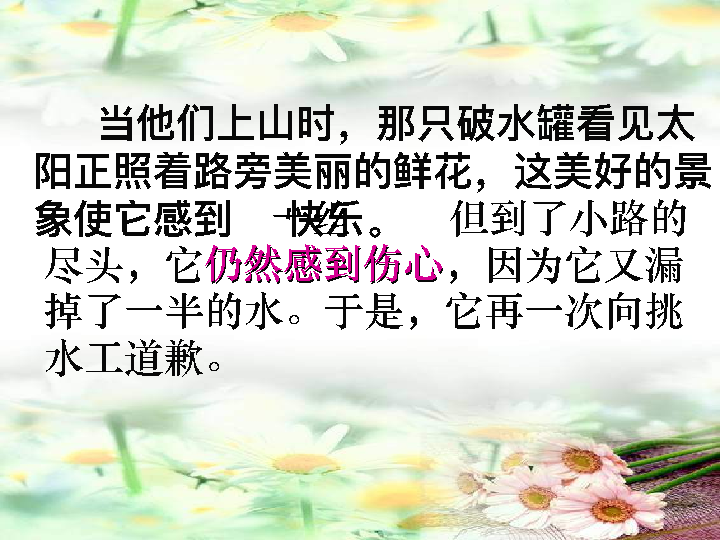 当他们上山时，那只破水罐看见太
阳正照着路旁美丽的鲜花，这美好的景
象使它感到一丝快乐。但到了小路的
尽头，它仍然感到伤心，因为它又漏
掉了一半的水。于是，它再一次向挑
水工道歉。